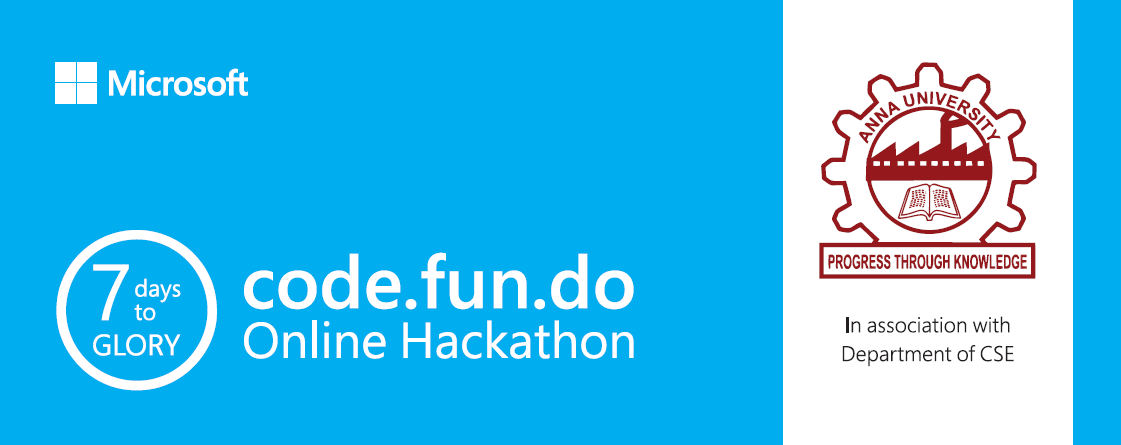 Microsoft
7 days
to
GLORY
code.fun.do
Online Hackathon
ANNA UNIVERSITY
PROGRESS THROUGH KNOWLEDGE
In association with
Department of CSE